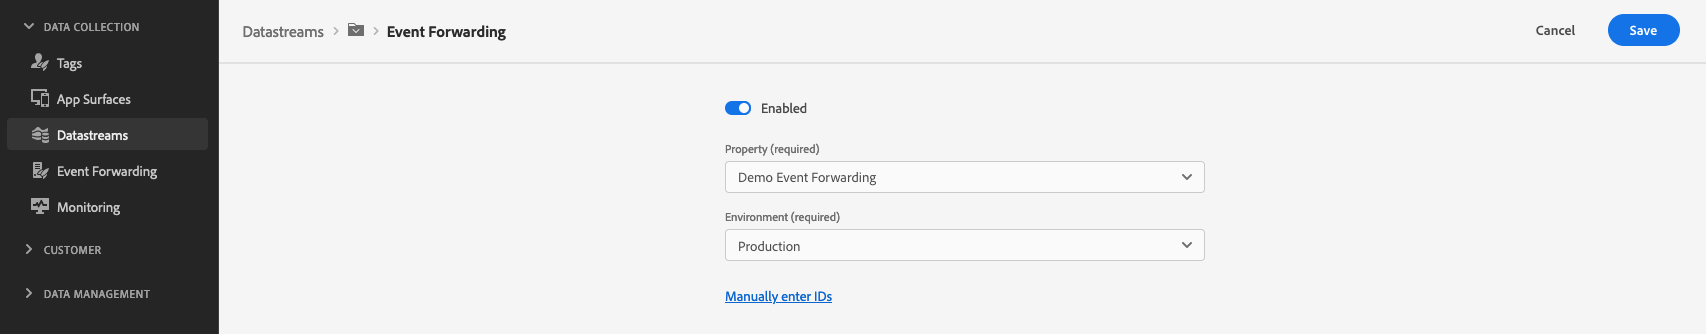 DATA COLLECTION
Tags
App Surfaces
Datastreams
Event Forwarding
Monitoring
CUSTOMER
DATA MANAGEMENT
Datastreams > > Event Forwarding
Cancel
Save
Enabled
Property (required)
Demo Event Forwarding
Environment (required)
Production
Manually enter IDs